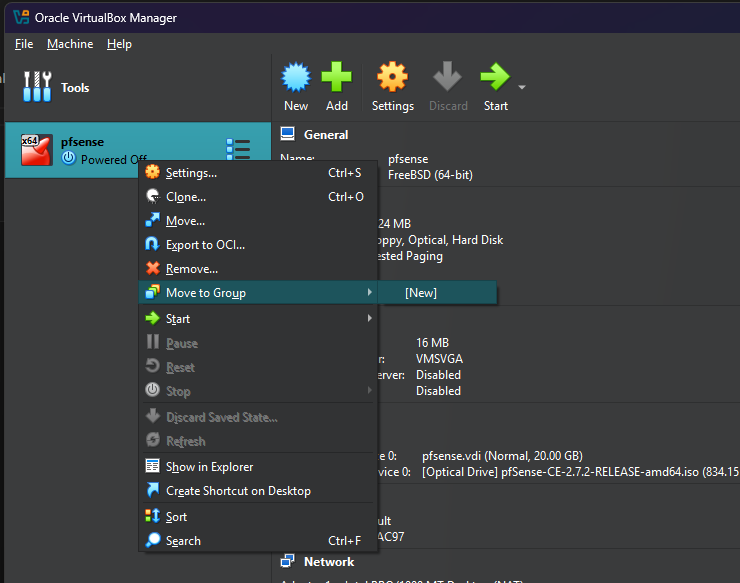 Oracle VirtualBox Manager
File Machine Help
Tools
New Add Settings Discard Start
x64 pfsense
Powered Off
General
Name: pfsense
FreeBSD (64-bit)
24 MB
oppy, Optical, Hard Disk
ested Paging
16 MB
r: VMSVGA
erver: Disabled
Disabled
e 0: pfsense.vdi (Normal, 20.00 GB)
vice 0: [Optical Drive] pfSense-CE-2.7.2-RELEASE-amd64.iso (834.15
ult
AC97
Network
Settings... Ctrl+S
Clone... Ctrl+O
Move...
Export to OCI...
Remove...
Move to Group [New]
Start
Pause
Reset
Stop
Discard Saved State...
Refresh
Show in Explorer
Create Shortcut on Desktop
Sort
Search Ctrl+F